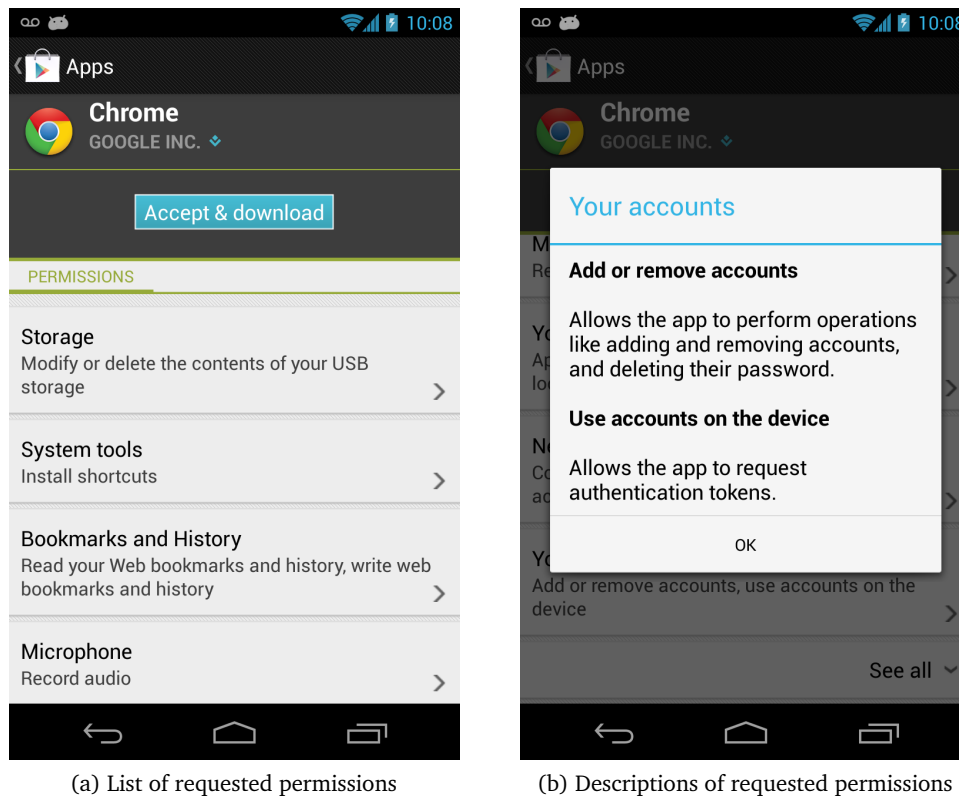 10:08
Apps
Chrome
GOOGLE INC.
Accept & download
PERMISSIONS
Storage
Modify or delete the contents of your USB
storage
System tools
Install shortcuts
Bookmarks and History
Read your Web bookmarks and history, write web
bookmarks and history
Microphone
Record audio
(a) List of requested permissions
10:08
Apps
Chrome
GOOGLE INC.
Your accounts
Add or remove accounts
Allows the app to perform operations
like adding and removing accounts,
and deleting their password.
Use accounts on the device
Allows the app to request
authentication tokens.
OK
Add or remove accounts, use accounts on the
device
See all
(b) Descriptions of requested permissions